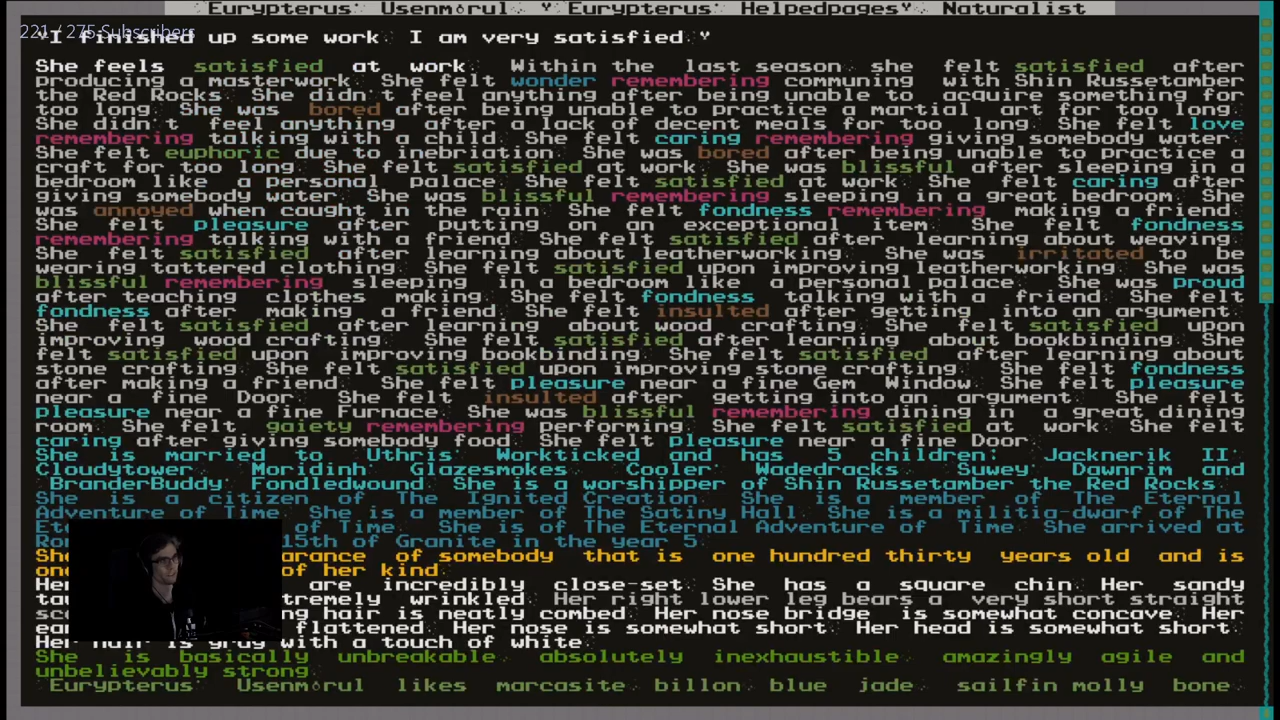 "Eurypterus" Usenmörul , "Eurypterus" Helpedpages", Naturalist
221 / 275 Subscribers
"I finished up some work. I am very satisfied."
She feels satisfied at work. Within the last season, she felt satisfied after
producing a masterwork. She felt wonder remembering communing with Shin Russetamber
the Red Rocks. She didn't feel anything after being unable to acquire something for
too long. She was bored after being unable to practice a martial art for too long.
She didn't feel anything after a lack of decent meals for too long. She felt love
remembering talking with a child. She felt caring remembering giving somebody water.
She felt euphoric due to inebriation. She was bored after being unable to practice a
craft for too long. She felt satisfied at work. She was blissful after sleeping in a
bedroom like a personal palace. She felt satisfied at work. She felt caring after
giving somebody water. She was blissful remembering sleeping in a great bedroom. She
was annoyed when caught in the rain. She felt fondness remembering making a friend.
She felt pleasure after putting on an exceptional item. She felt fondness
remembering talking with a friend. She felt satisfied after learning about weaving.
She felt satisfied after learning about leatherworking. She was irritated to be
wearing tattered clothing. She felt satisfied upon improving leatherworking. She was
blissful remembering sleeping in a bedroom like a personal palace. She was proud
after teaching clothes making. She felt fondness talking with a friend. She felt
fondness after making a friend. She felt insulted after getting into an argument.
She felt satisfied after learning about wood crafting. She felt satisfied upon
improving wood crafting. She felt satisfied after learning about bookbinding. She
felt satisfied upon improving bookbinding. She felt satisfied after learning about
stone crafting. She felt satisfied upon improving stone crafting. She felt fondness
after making a friend. She felt pleasure near a fine Gem Window. She felt pleasure
near a fine Door. She felt insulted after getting into an argument. She felt
pleasure near a fine Furnace. She was blissful remembering dining in a great dining
room. She felt gaiety remembering performing. She felt satisfied at work. She felt
caring after giving somebody food. She felt pleasure near a fine Door.
She is married to Uthris Workticked and has 5 children: Jacknerik II
Cloudytower, Moridinh Glazesmokes, Cooler Wadedracks, Suwey Dawnrim and
BranderBuddy Fondledwound. She is a worshipper of Shin Russetamber the Red Rocks.
She is a citizen of The Ignited Creation. She is a member of The Eternal
Adventure of Time. She is a member of The Satiny Hall. She is a militia-dwarf of The
of Time. She is of The Eternal Adventure of Time. She arrived at
15th of Granite in the year 5.
of somebody that is one hundred thirty years old and is
of her kind.
Her are incredibly close-set. She has a square chin. Her sandy
wrinkled. Her right lower leg bears a very short straight
hair is neatly combed. Her nose bridge is somewhat concave. Her
flattened. Her nose is somewhat short. Her head is somewhat short.
Her hair is gray with a touch of white.
She is basically unbreakable, absolutely inexhaustible, amazingly agile and
unbelievably strong.
"Eurypterus" Usenmörul likes marcasite, billon, blue jade, sailfin molly bone,